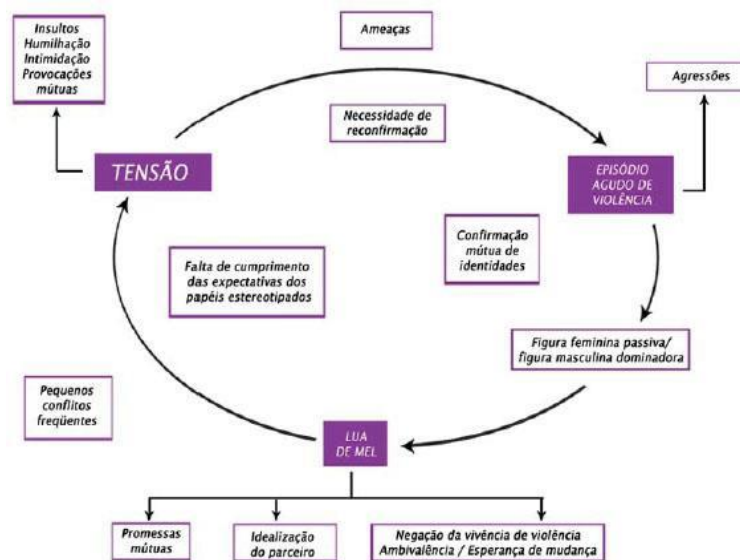 Insultos
Humilhação
Intimidação
Provocações
mútuas
Ameaças
Agressões
Necessidade de
reconfirmação
TENSÃO
EPISÓDIO
AGUDO DE
VIOLÊNCIA
Confirmação
mútua de
identidades
Falta de cumprimento
das expectativas dos
papéis estereotipados
Figura feminina passiva/
figura masculina dominadora
Pequenos
conflitos
freqüentes
LUA
DE MEL
Promessas
mútuas
Idealização
do parceiro
Negação da vivência de violência
Ambivalência / Esperança de mudança